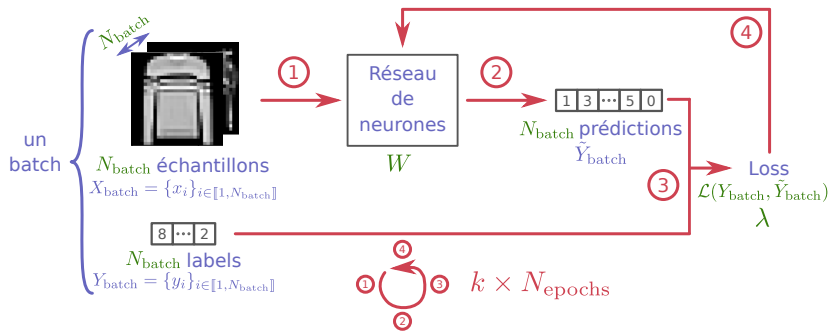 N_batch
un
batch
N_batch échantillons
X_batch = {x_i}_{i∈⟦1,N_batch⟧}
8 ··· 2
N_batch labels
Y_batch = {y_i}_{i∈⟦1,N_batch⟧}
1
Réseau
de
neurones
W
2
1 3 ··· 5 0
N_batch prédictions
Ỹ_batch
3
4
Loss
ℒ(Y_batch, Ỹ_batch)
λ
4
1
3
2
k × N_epochs